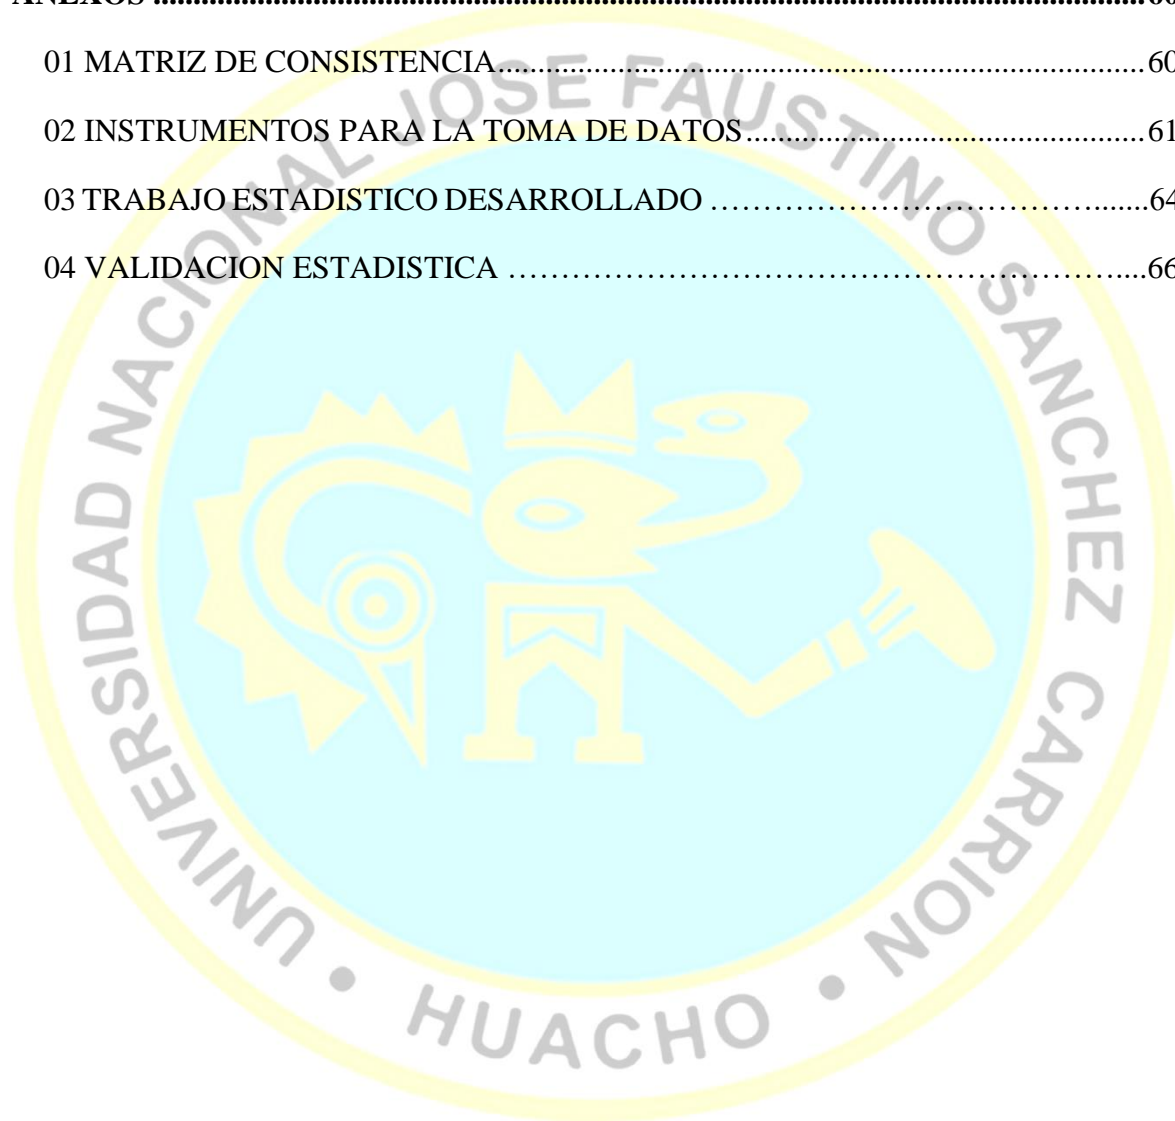 ANEXOS ........................................................................................................................ 60
01 MATRIZ DE CONSISTENCIA................................................................................. 60
02 INSTRUMENTOS PARA LA TOMA DE DATOS................................................. 61
03 TRABAJO ESTADISTICO DESARROLLADO …………………………………......64
04 VALIDACION ESTADISTICA ……………………………………………………....66
UNIVERSIDAD NACIONAL JOSE FAUSTINO SANCHEZ CARRION • HUACHO •